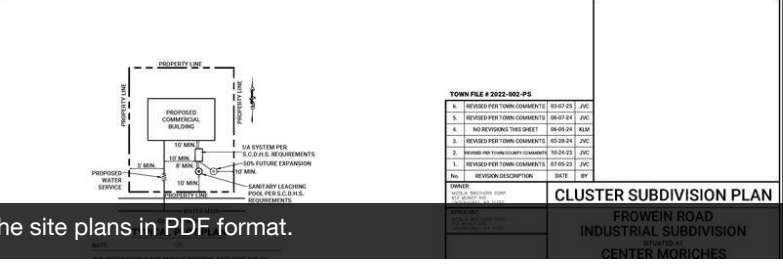 PROPERTY LINE
PROPERTY LINE
PROPERTY LINE
PROPOSED
COMMERCIAL
BUILDING
10' MIN.
I/A SYSTEM PER
S.C.D.H.S. REQUIREMENTS
10' MIN.
50% FUTURE EXPANSION
5' MIN.
8' MIN.
10' MIN.
PROPOSED
WATER
SERVICE
10' MIN.
SANITARY LEACHING
POOL PER S.C.D.H.S.
REQUIREMENTS
PROPERTY LINE
WATER MAIN
he site plans in PDF format.
NOTE:
TOWN FILE # 2022-002-PS
6. REVISED PER TOWN COMMENTS 03-07-25 JVC
5. REVISED PER TOWN COMMENTS 08-07-24 JVC
4. NO REVISIONS THIS SHEET 06-05-24 KLM
3. REVISED PER TOWN COMMENTS 03-28-24 JVC
2. REVISED PER TOWN/COUNTY COMMENTS 10-24-23 JVC
1. REVISED PER TOWN COMMENTS 07-05-23 JVC
No. REVISION DESCRIPTION DATE BY
OWNER:
APPLICANT:
CLUSTER SUBDIVISION PLAN
FROWEIN ROAD
INDUSTRIAL SUBDIVISION
SITUATED AT
CENTER MORICHES